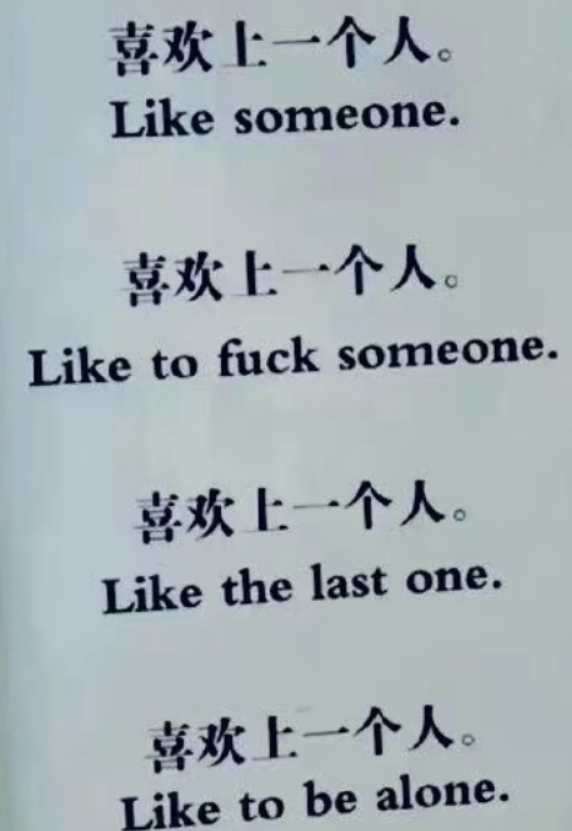 喜欢上一个人。
Like someone.
喜欢上一个人。
Like to fuck someone.
喜欢上一个人。
Like the last one.
喜欢上一个人。
Like to be alone.